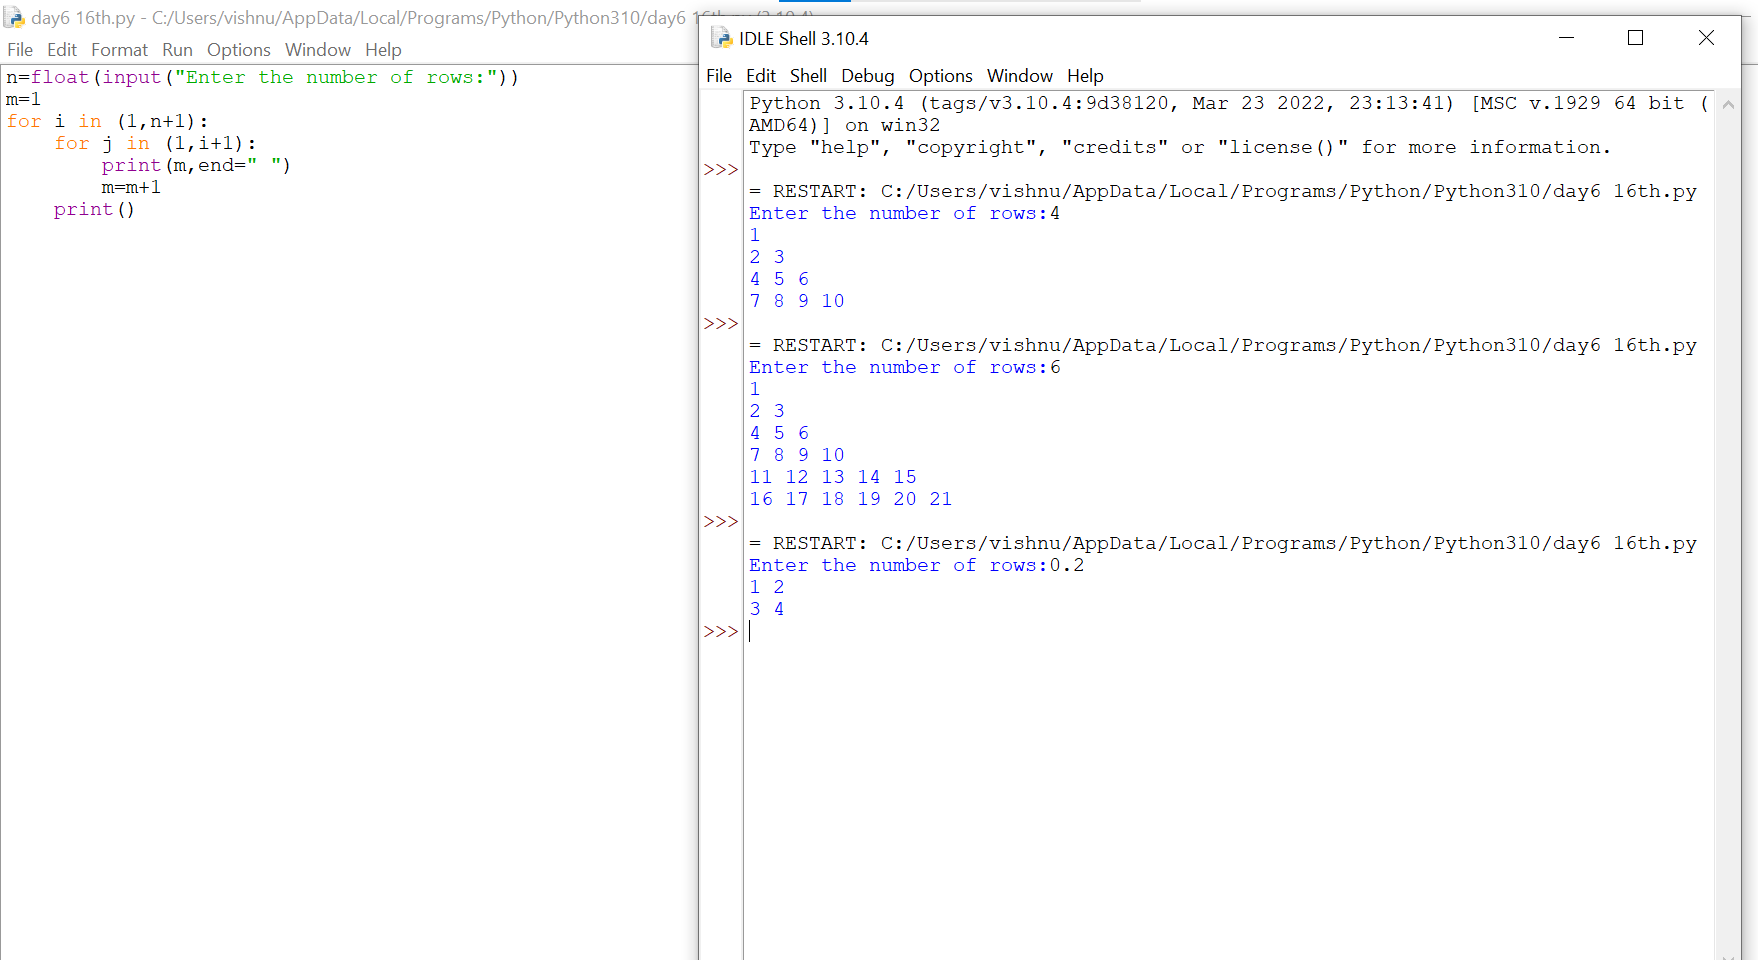 day6 16th.py - C:/Users/vishnu/AppData/Local/Programs/Python/Python310/day6 16th.py (3.10.4)
File Edit Format Run Options Window Help
n=float(input("Enter the number of rows:"))
m=1
for i in (1,n+1):
    for j in (1,i+1):
        print(m,end=" ")
        m=m+1
    print()
IDLE Shell 3.10.4
File Edit Shell Debug Options Window Help
Python 3.10.4 (tags/v3.10.4:9d38120, Mar 23 2022, 23:13:41) [MSC v.1929 64 bit (
AMD64)] on win32
Type "help", "copyright", "credits" or "license()" for more information.
>>>
= RESTART: C:/Users/vishnu/AppData/Local/Programs/Python/Python310/day6 16th.py
Enter the number of rows:4
1
2 3
4 5 6
7 8 9 10
>>>
= RESTART: C:/Users/vishnu/AppData/Local/Programs/Python/Python310/day6 16th.py
Enter the number of rows:6
1
2 3
4 5 6
7 8 9 10
11 12 13 14 15
16 17 18 19 20 21
>>>
= RESTART: C:/Users/vishnu/AppData/Local/Programs/Python/Python310/day6 16th.py
Enter the number of rows:0.2
1 2
3 4
>>>